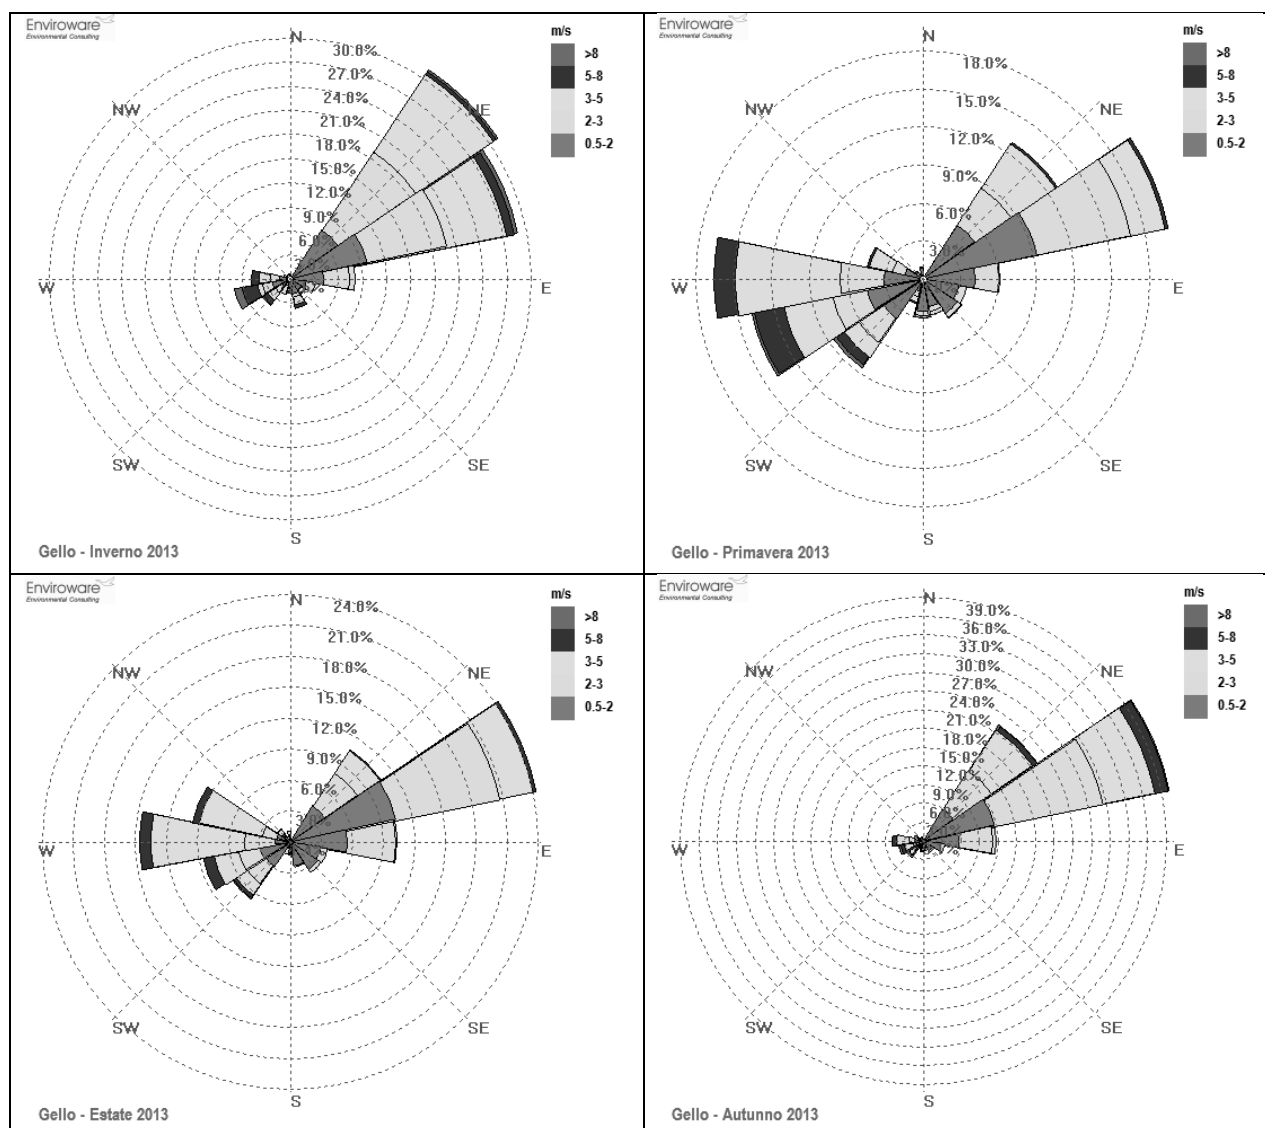 Enviroware
Environmental Consulting
m/s
>8
5-8
3-5
2-3
0.5-2
N
30.0%
27.0%
24.0%
21.0%
18.0%
15.0%
12.0%
9.0%
NE
NW
W
E
SW
SE
S
Gello - Inverno 2013
Enviroware
Environmental Consulting
m/s
>8
5-8
3-5
2-3
0.5-2
N
18.0%
15.0%
12.0%
9.0%
6.0%
3.0%
NE
NW
W
E
SW
SE
S
Gello - Primavera 2013
Enviroware
Environmental Consulting
m/s
>8
5-8
3-5
2-3
0.5-2
N
24.0%
21.0%
18.0%
15.0%
12.0%
9.0%
6.0%
NE
NW
W
E
SW
SE
S
Gello - Estate 2013
Enviroware
Environmental Consulting
m/s
>8
5-8
3-5
2-3
0.5-2
N
39.0%
36.0%
33.0%
30.0%
27.0%
24.0%
21.0%
18.0%
15.0%
12.0%
9.0%
NE
NW
W
E
SW
SE
S
Gello - Autunno 2013